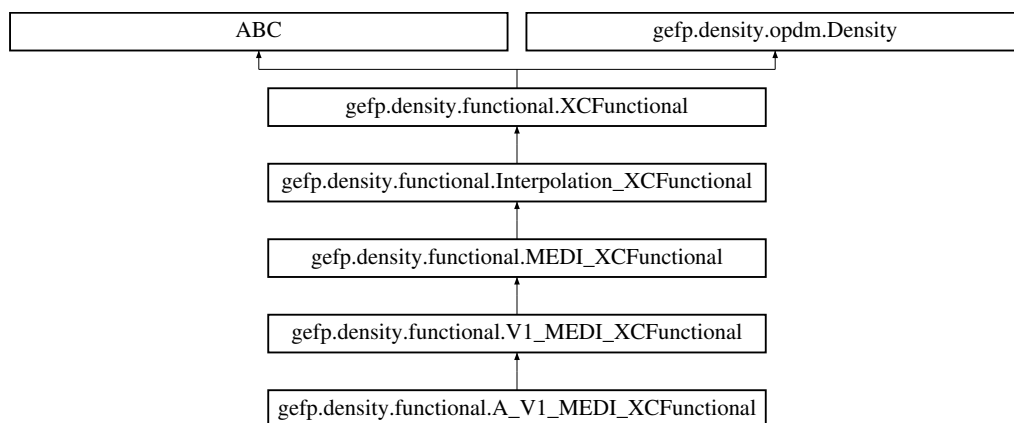 ABC
gefp.density.opdm.Density
gefp.density.functional.XCFunctional
gefp.density.functional.Interpolation_XCFunctional
gefp.density.functional.MEDI_XCFunctional
gefp.density.functional.V1_MEDI_XCFunctional
gefp.density.functional.A_V1_MEDI_XCFunctional